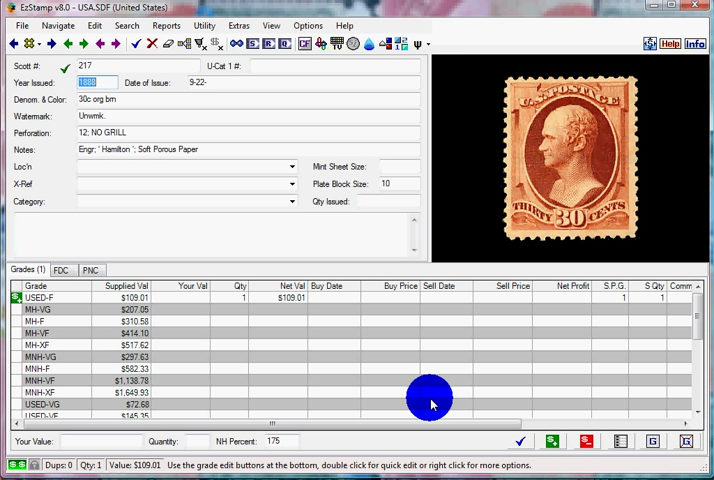 EzStamp v8.0 - USA.SDF (United States)
File Navigate Edit Search Reports Utility Extras View Options Help
CF Help Info
Scott #: 217 U-Cat 1 #:
Year Issued: 1888 Date of Issue: 9-22-
Denom. & Color: 30c org brn
Watermark: Unwmk.
Perforation: 12; NO GRILL
Notes: Engr; ' Hamilton '; Soft Porous Paper
Loc'n Mint Sheet Size:
X-Ref Plate Block Size: 10
Category: Qty Issued:
U.S. POSTAGE
THIRTY 30 CENTS
Grades (1) FDC PNC
Grade Supplied Val Your Val Qty Net Val Buy Date Buy Price Sell Date Sell Price Net Profit S.P.G. S Qty Comm
USED-F $109.01 1 $109.01 1 1
MH-VG $207.05
MH-F $310.58
MH-VF $414.10
MH-XF $517.62
MNH-VG $297.63
MNH-F $582.33
MNH-VF $1,138.78
MNH-XF $1,649.93
USED-VG $72.68
USED-VF $145.35
Your Value: Quantity: NH Percent: 175
Dups: 0 Qty: 1 Value: $109.01 Use the grade edit buttons at the bottom, double click for quick edit or right click for more options.